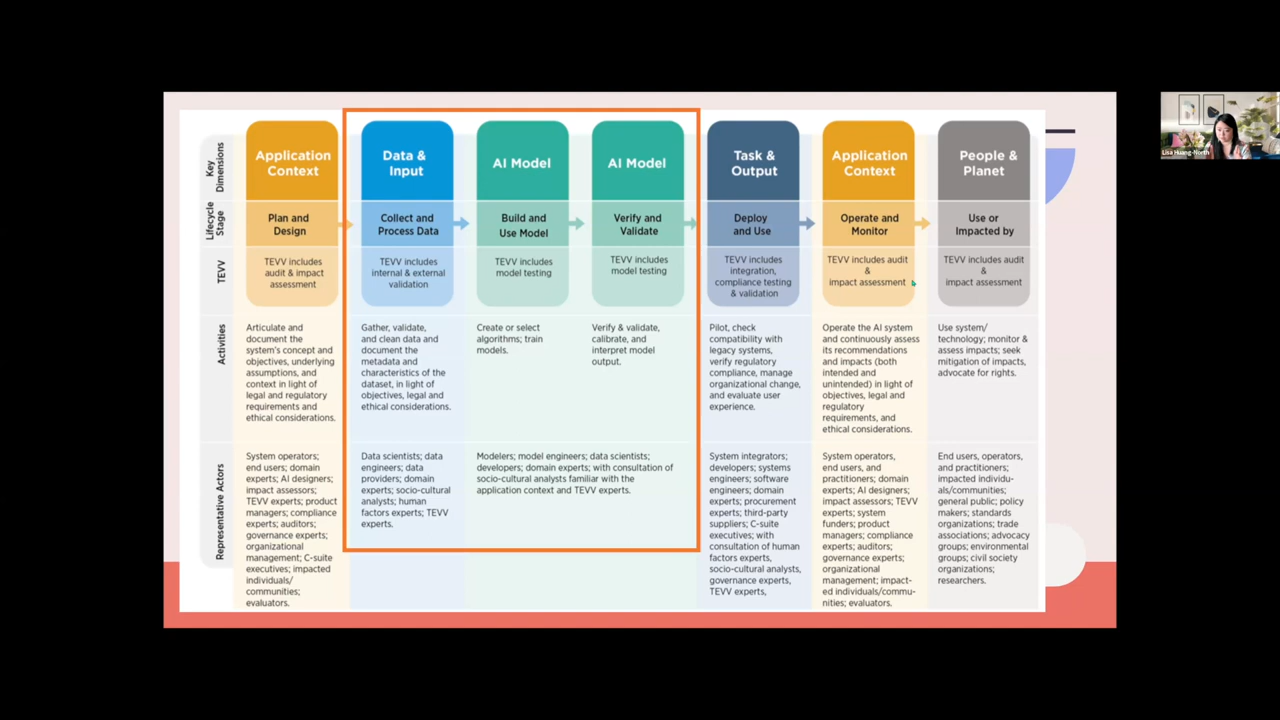 Key
Dimensions
Application
Context
Data &
Input
AI Model
AI Model
Task &
Output
Application
Context
People &
Planet
Lifecycle
Stage
Plan and
Design
Collect and
Process Data
Build and
Use Model
Verify and
Validate
Deploy
and Use
Operate and
Monitor
Use or
Impacted by
TEVV
TEVV includes
audit & impact
assessment
TEVV includes
internal & external
validation
TEVV includes
model testing
TEVV includes
model testing
TEVV includes
integration,
compliance testing
& validation
TEVV includes audit
&
impact assessment
TEVV includes audit
&
impact assessment
Activities
Articulate and
document the
system's concept and
objectives, underlying
assumptions, and
context in light of
legal and regulatory
requirements and
ethical considerations.
Gather, validate,
and clean data and
document the
metadata and
characteristics of the
dataset, in light of
objectives, legal and
ethical considerations.
Create or select
algorithms; train
models.
Verify & validate,
calibrate, and
interpret model
output.
Pilot, check
compatibility with
legacy systems,
verify regulatory
compliance, manage
organizational change,
and evaluate user
experience.
Operate the AI system
and continuously assess
its recommendations
and impacts (both
intended and
unintended) in light of
objectives, legal and
regulatory
requirements, and
ethical considerations.
Use system/
technology; monitor &
assess impacts; seek
mitigation of impacts,
advocate for rights.
Representative Actors
System operators;
end users; domain
experts; AI designers;
impact assessors;
TEVV experts; product
managers; compliance
experts; auditors;
governance experts;
organizational
management; C-suite
executives; impacted
individuals/
communities;
evaluators.
Data scientists; data
engineers; data
providers; domain
experts; socio-cultural
analysts; human
factors experts; TEVV
experts.
Modelers; model engineers; data scientists;
developers; domain experts; with consultation of
socio-cultural analysts familiar with the
application context and TEVV experts.
System integrators;
developers; systems
engineers; software
engineers; domain
experts; procurement
experts; third-party
suppliers; C-suite
executives; with
consultation of human
factors experts,
socio-cultural analysts,
governance experts,
TEVV experts,
System operators,
end users, and
practitioners; domain
experts; AI designers;
impact assessors; TEVV
experts; system
funders; product
managers; compliance
experts; auditors;
governance experts;
organizational
management; impact-
ed individuals/commu-
nities; evaluators.
End users, operators,
and practitioners;
impacted individu-
als/communities;
general public; policy
makers; standards
organizations; trade
associations; advocacy
groups; environmental
groups; civil society
organizations;
researchers.
Lisa Huang-North